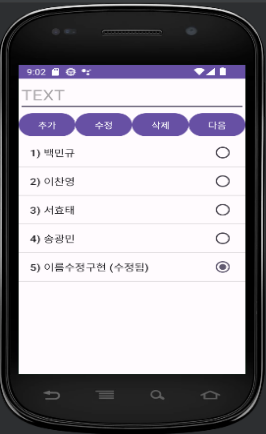 9:02
TEXT
추가 수정 삭제 다음
1) 백민규
2) 이찬영
3) 서효태
4) 송광민
5) 이름수정구현 (수정됨)